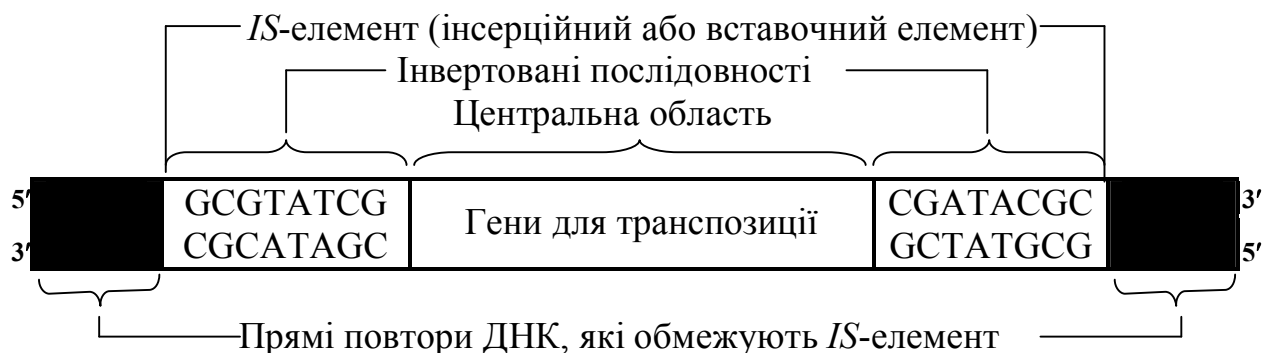 IS-елемент (інсерційний або вставочний елемент)
Інвертовані послідовності
Центральна область
5′ GCGTATCG Гени для транспозиції CGATACGC 3′
3′ CGCATAGC GCTATGCG 5′
Прямі повтори ДНК, які обмежують IS-елемент